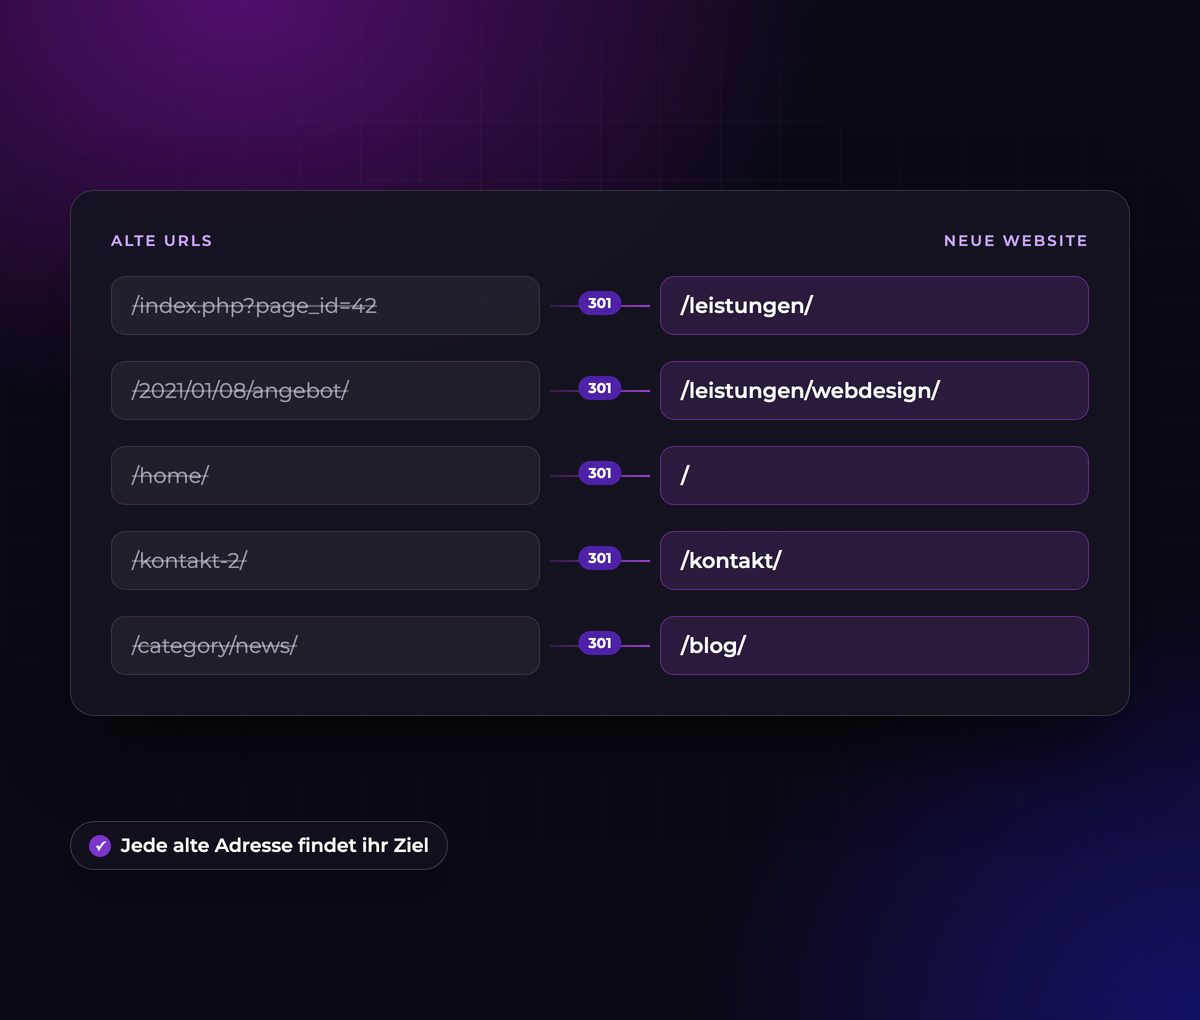 ALTE URLS NEUE WEBSITE
/index.php?page_id=42 301 /leistungen/
/2021/01/08/angebot/ 301 /leistungen/webdesign/
/home/ 301 /
/kontakt-2/ 301 /kontakt/
/category/news/ 301 /blog/
✓ Jede alte Adresse findet ihr Ziel